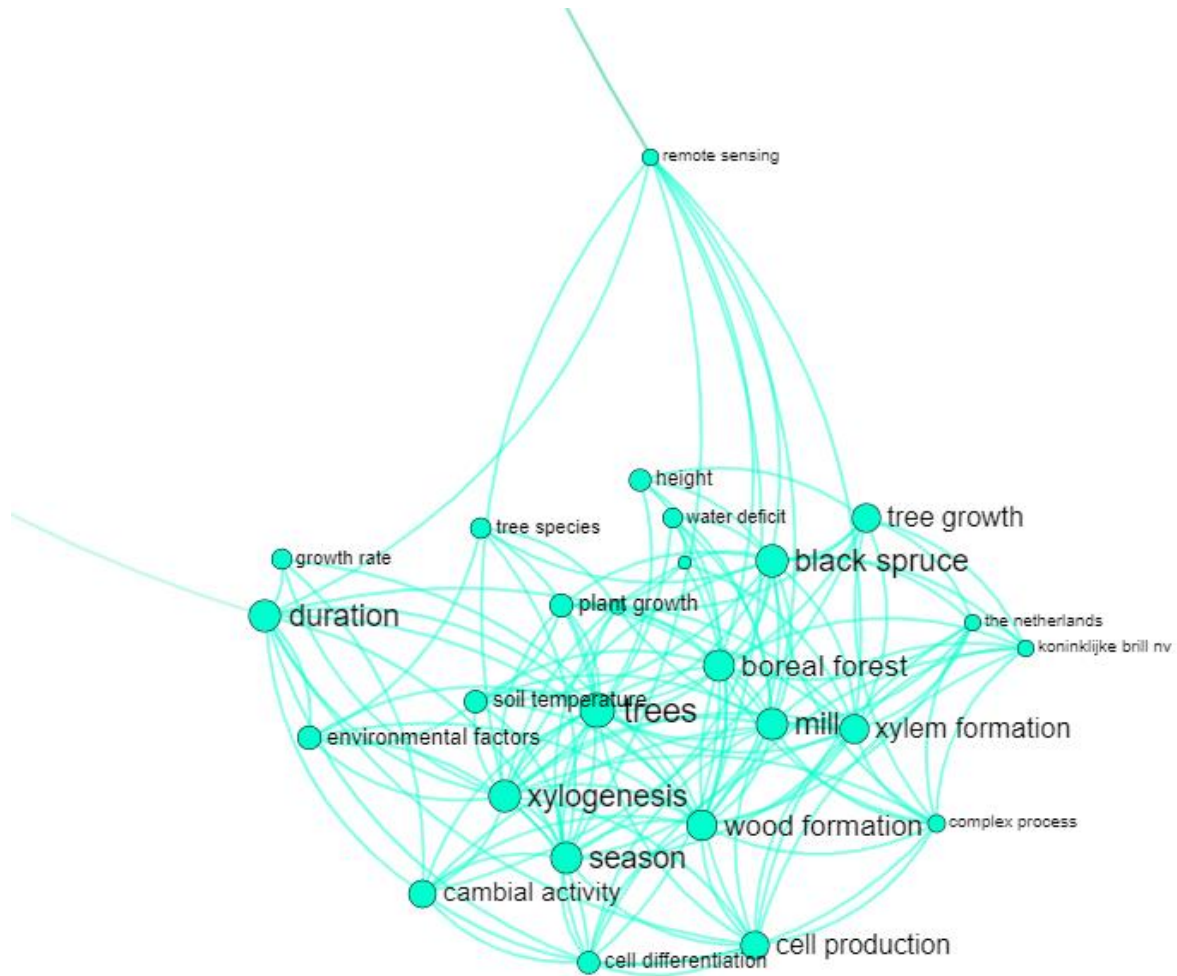 remote sensing
height
water deficit
tree growth
tree species
growth rate
black spruce
plant growth
duration
the netherlands
koninklijke brill nv
boreal forest
soil temperature
trees
mill
xylem formation
environmental factors
xylogenesis
wood formation
complex process
season
cambial activity
cell production
cell differentiation